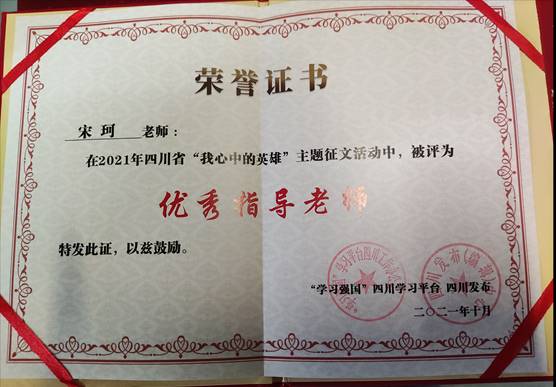 荣誉证书
宋 珂 老师：
在2021年四川省“我心中的英雄”主题征文活动中，被评为
优秀指导老师
特发此证，以兹鼓励。
“学习强国”四川学习平台 四川发布
二〇二一年十月